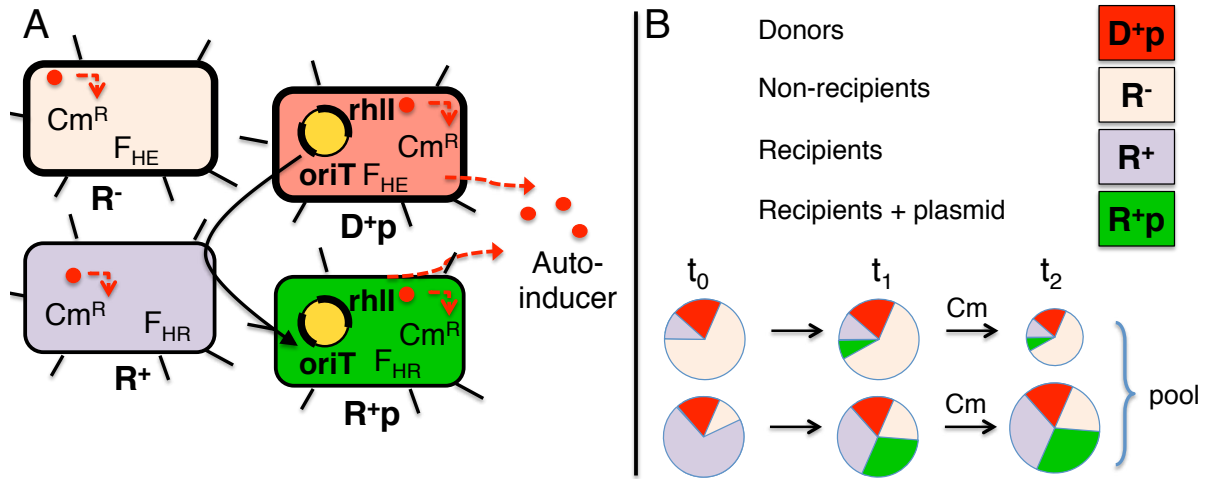 A
Cm^R
F_HE
R^-
rhlI
Cm^R
oriT F_HE
D^+p
Cm^R
F_HR
R^+
rhlI
Cm^R
oriT
F_HR
R^+p
Auto-
inducer
B
Donors
D^+p
Non-recipients
R^-
Recipients
R^+
Recipients + plasmid
R^+p
t_0
t_1
t_2
Cm
Cm
pool